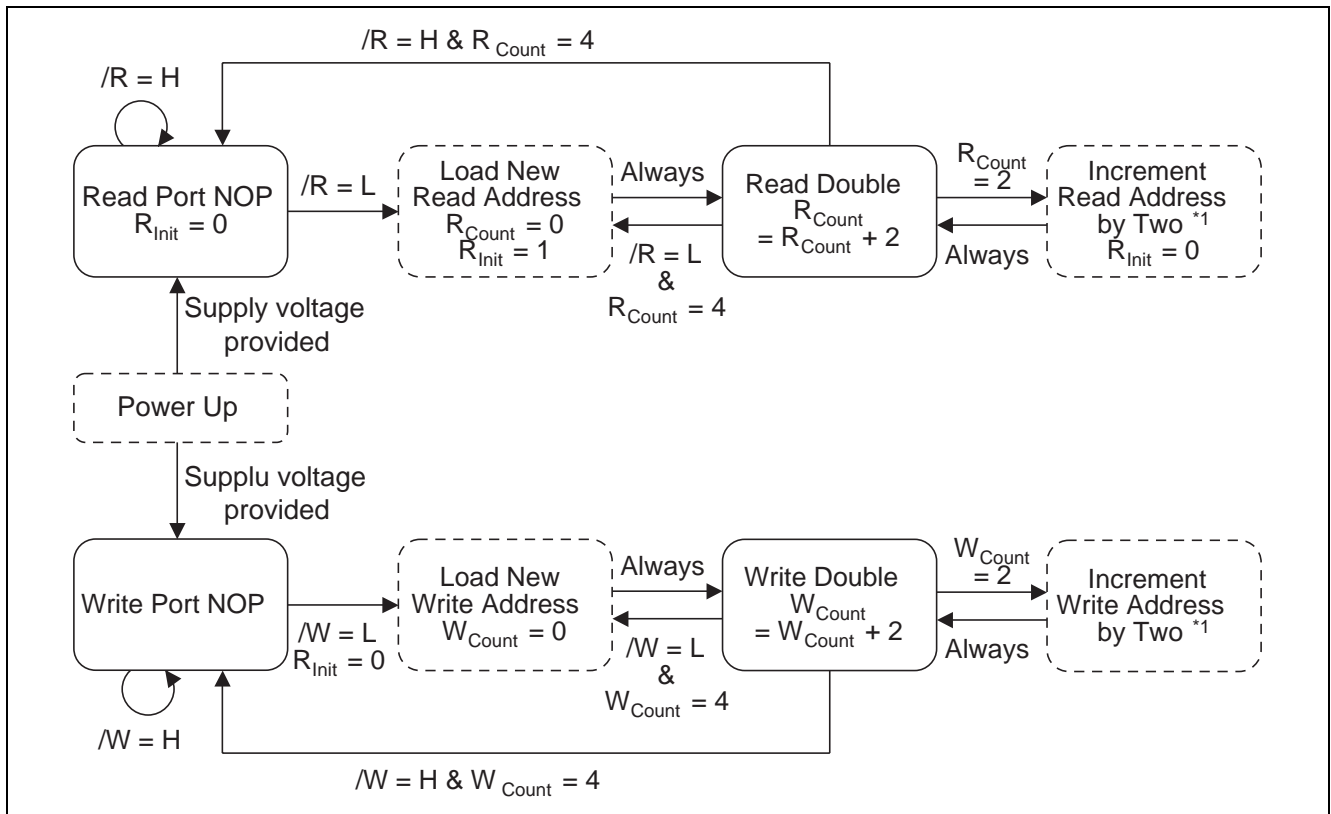 /R = H & R Count = 4
/R = H
Read Port NOP
RInit = 0
/R = L
Load New
Read Address
RCount = 0
RInit = 1
Always
/R = L
&
RCount = 4
Read Double
RCount
= RCount + 2
RCount
= 2
Always
Increment
Read Address
by Two *1
RInit = 0
Supply voltage
provided
Power Up
Supplu voltage
provided
Write Port NOP
/W = H
/W = L
RInit = 0
Load New
Write Address
WCount = 0
Always
/W = L
&
WCount = 4
Write Double
WCount
= WCount + 2
WCount
= 2
Always
Increment
Write Address
by Two *1
/W = H & W Count = 4